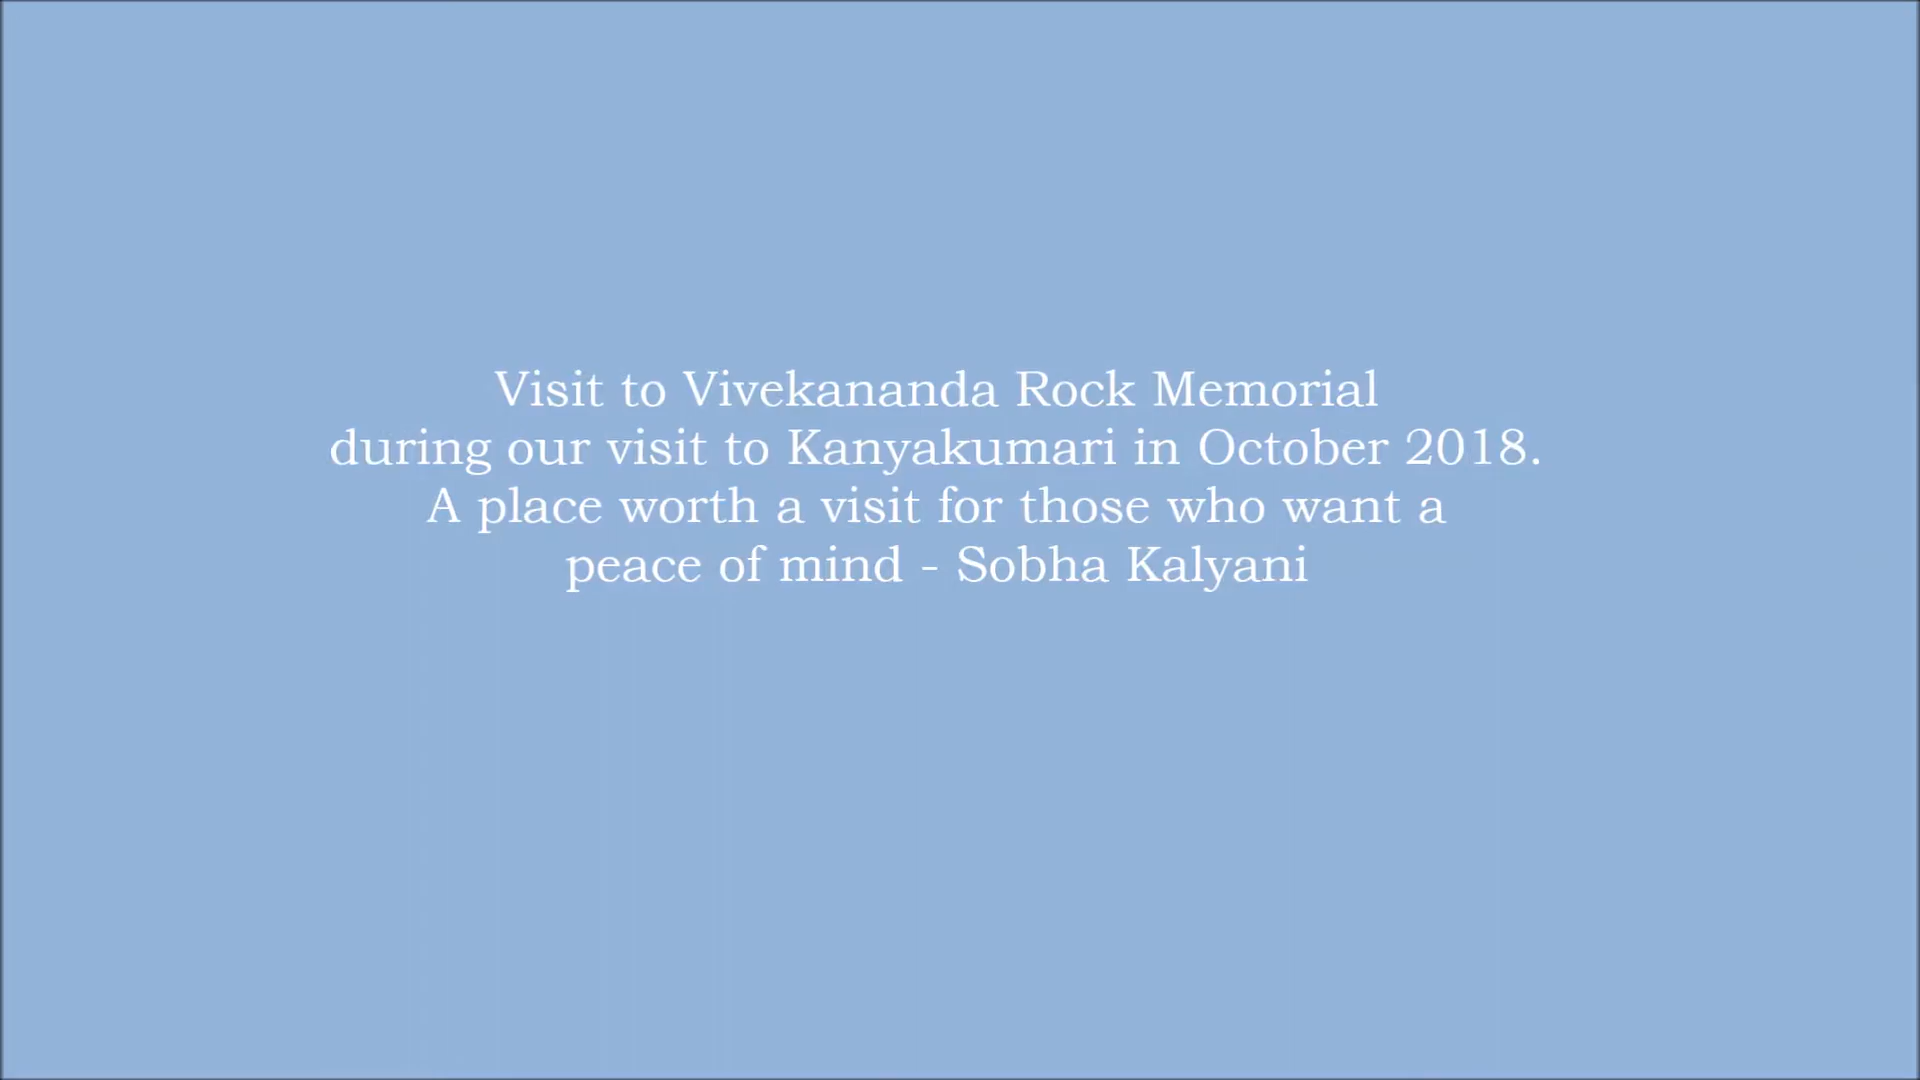 Visit to Vivekananda Rock Memorial
during our visit to Kanyakumari in October 2018.
A place worth a visit for those who want a
peace of mind - Sobha Kalyani